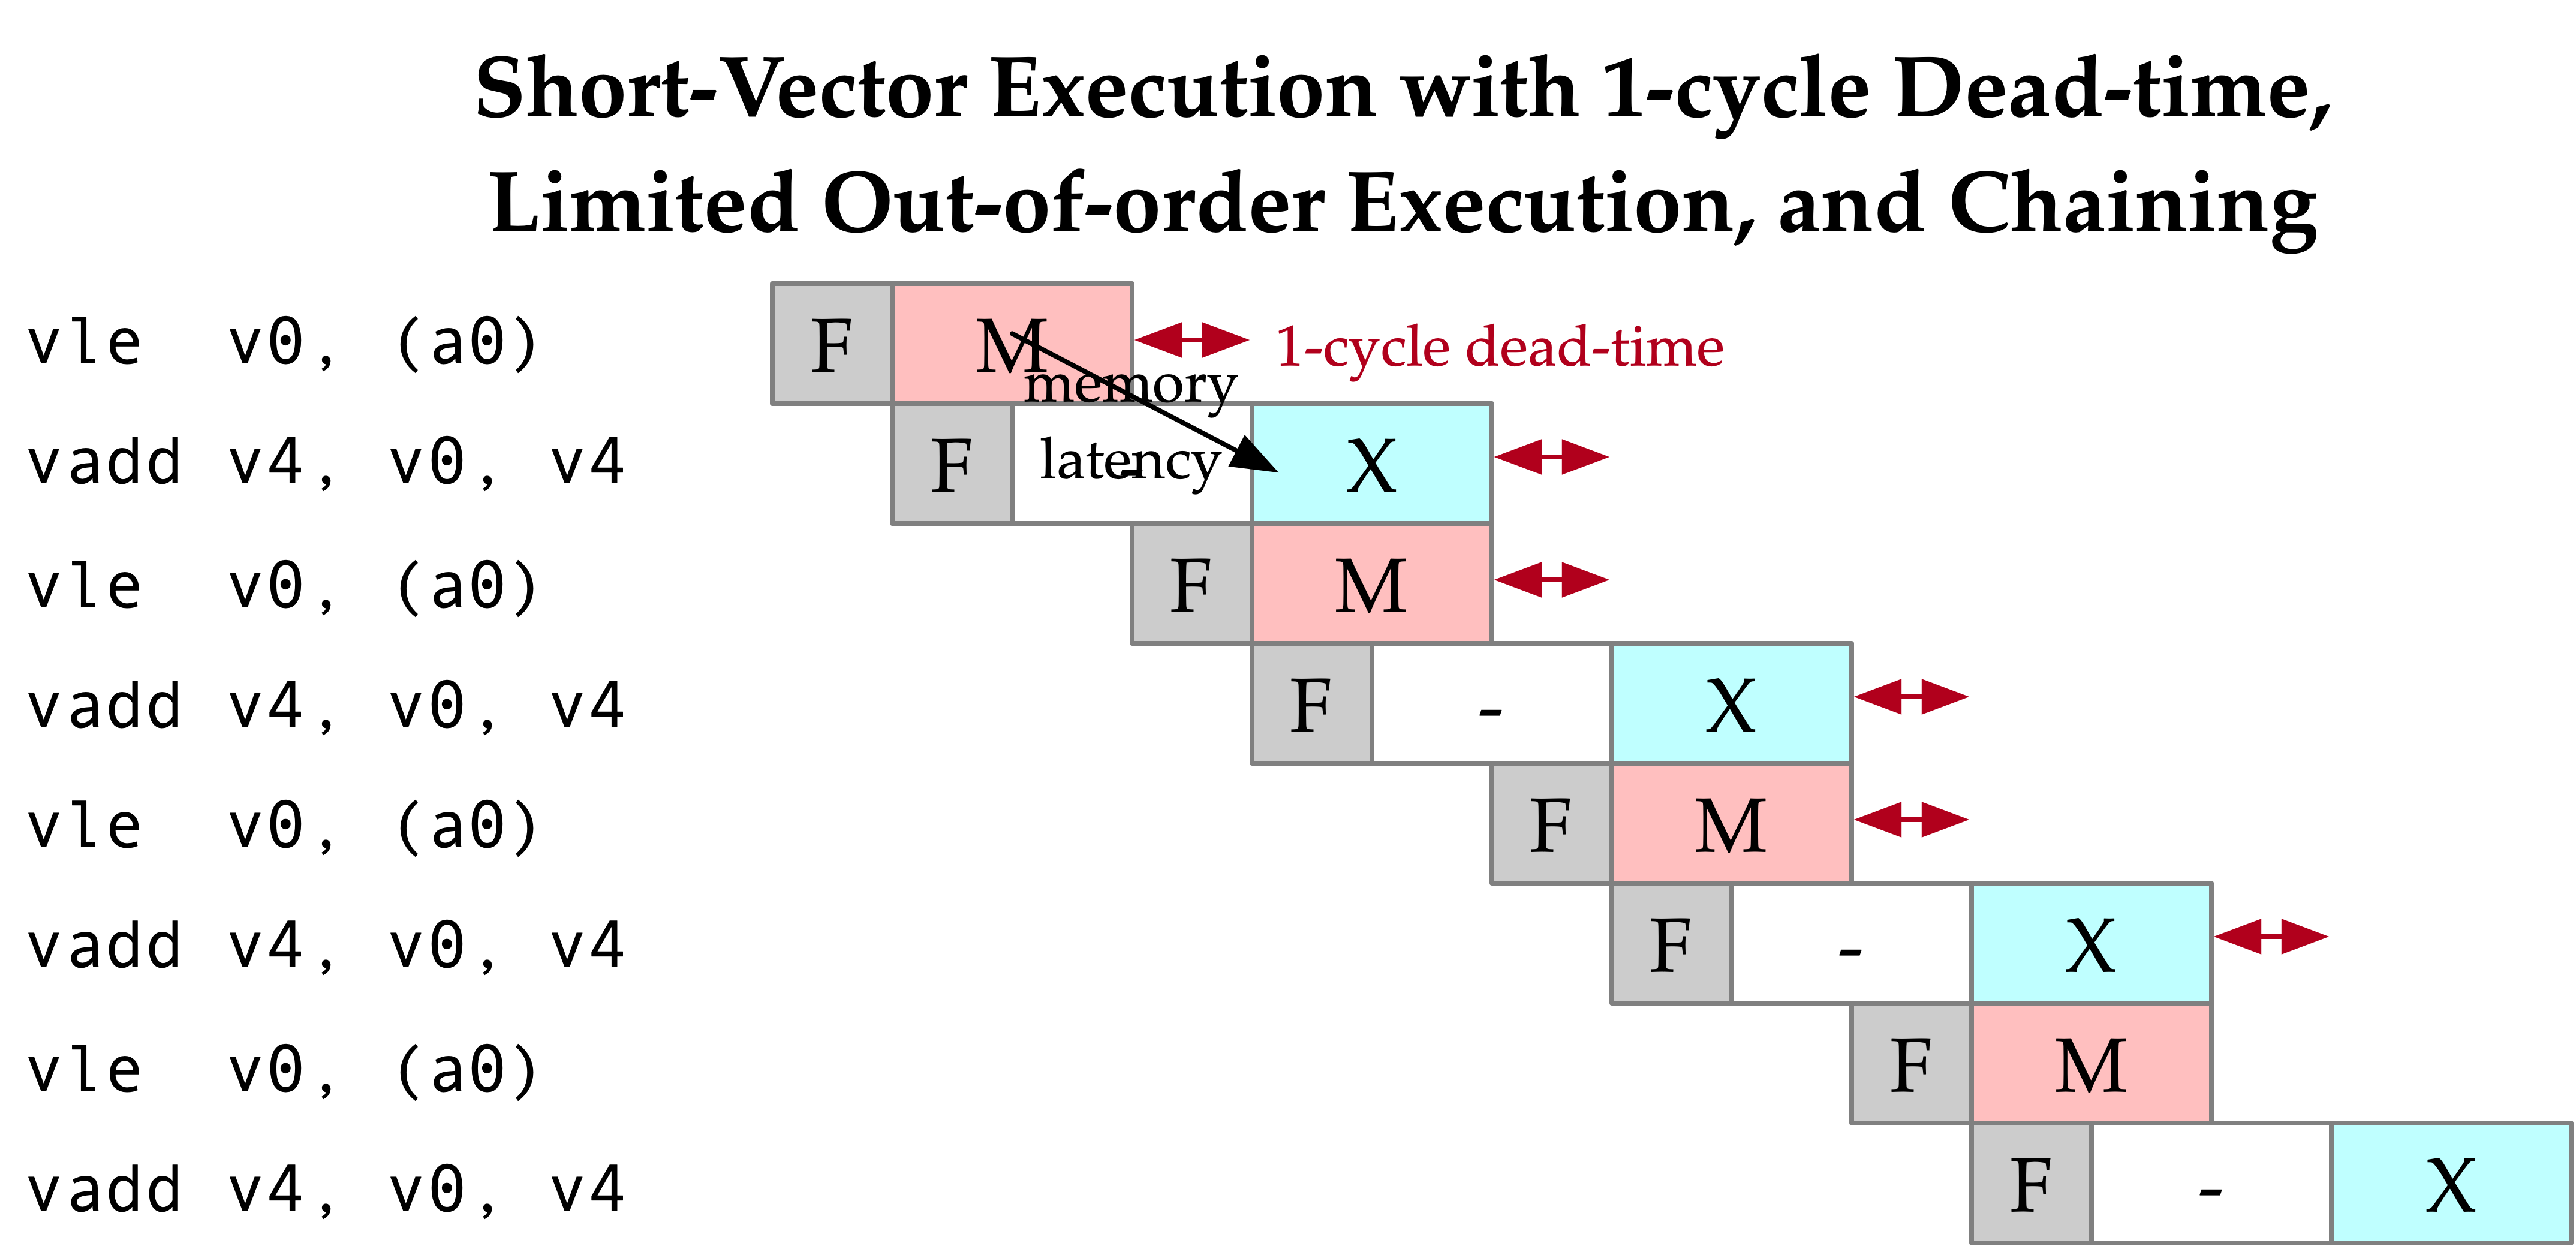 Short-Vector Execution with 1-cycle Dead-time,
Limited Out-of-order Execution, and Chaining
vle v0, (a0)
F M 1-cycle dead-time
memory
vadd v4, v0, v4
F latency - X
vle v0, (a0)
F M
vadd v4, v0, v4
F - X
vle v0, (a0)
F M
vadd v4, v0, v4
F - X
vle v0, (a0)
F M
vadd v4, v0, v4
F - X